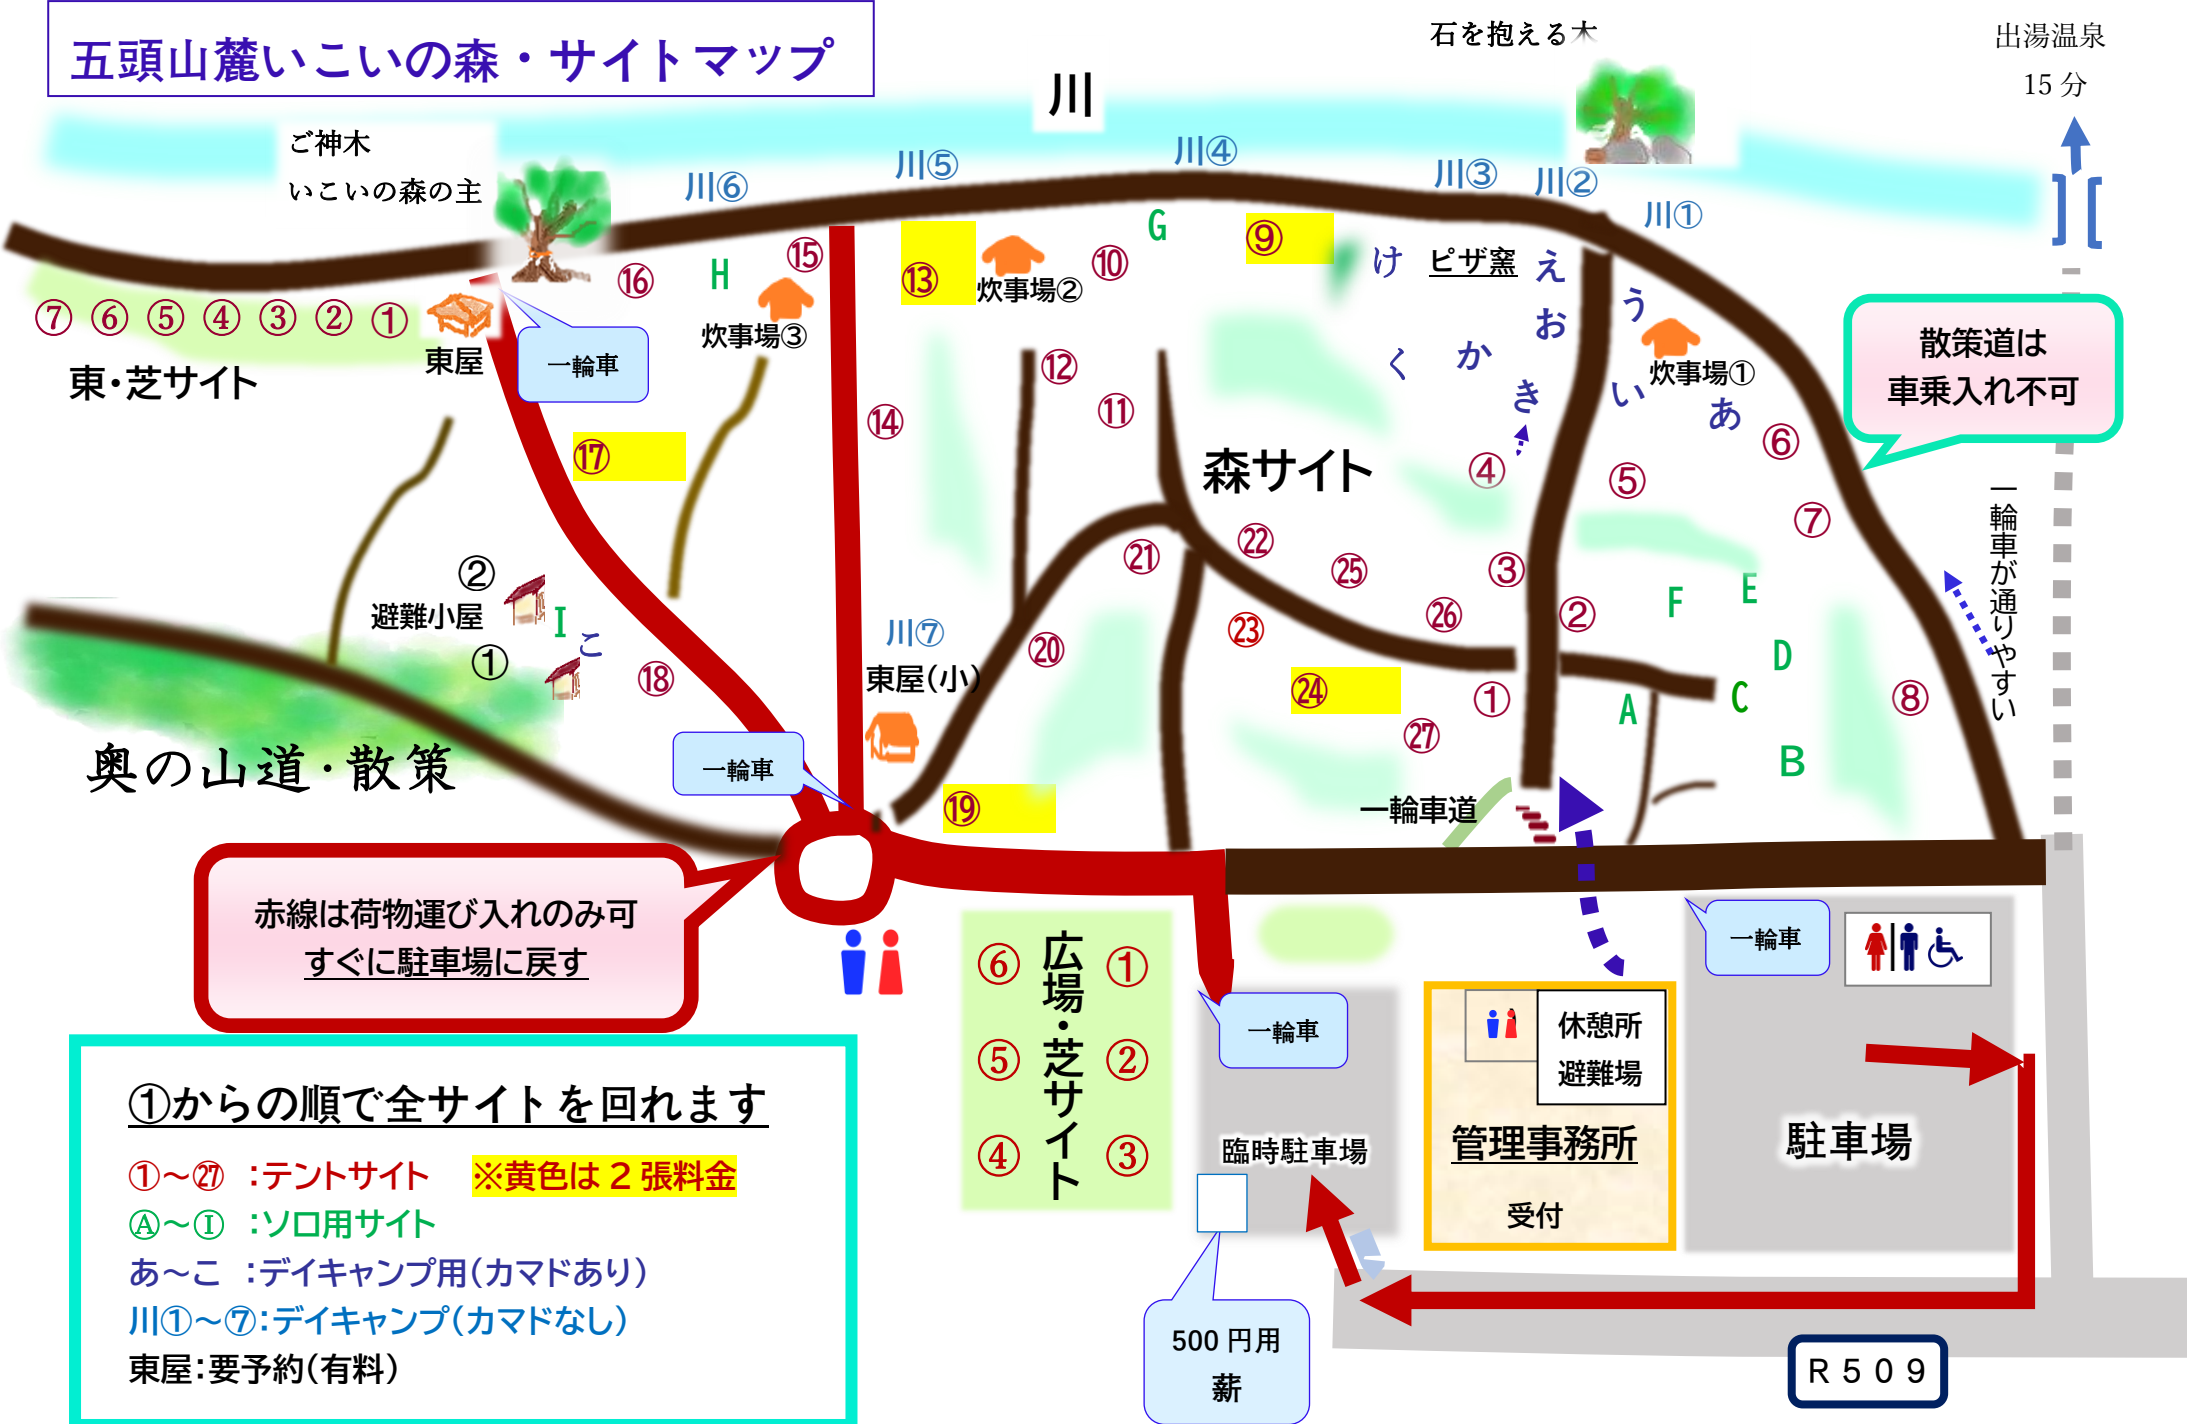 五頭山麓いこいの森・サイトマップ
石を抱える木
出湯温泉
15分
川
ご神木
いこいの森の主
川⑥
川⑤
川④
川③
川②
川①
⑦ ⑥ ⑤ ④ ③ ② ①
東・芝サイト
東屋
一輪車
⑯
H
⑮
炊事場③
⑬
炊事場②
⑩
G
⑨
け
ピザ窯
え
お
う
く
か
き
い
炊事場①
あ
散策道は
車乗入れ不可
⑰
⑭
⑫
⑪
森サイト
④
⑤
⑥
⑦
一輪車が通りやすい
②
避難小屋
①
I
こ
⑱
川⑦
東屋(小)
⑳
㉑
㉒
㉓
㉕
㉖
㉔
㉗
③
②
①
F
E
D
C
A
B
⑧
奥の山道・散策
一輪車
⑲
一輪車道
赤線は荷物運び入れのみ可
すぐに駐車場に戻す
広場・芝サイト
⑥ ①
⑤ ②
④ ③
一輪車
臨時駐車場
500円用
薪
休憩所
避難場
管理事務所
受付
一輪車
駐車場
R509
①からの順で全サイトを回れます
①～㉗ :テントサイト ※黄色は2張料金
Ⓐ～Ⓘ :ソロ用サイト
あ～こ :デイキャンプ用(カマドあり)
川①～⑦:デイキャンプ(カマドなし)
東屋:要予約(有料)